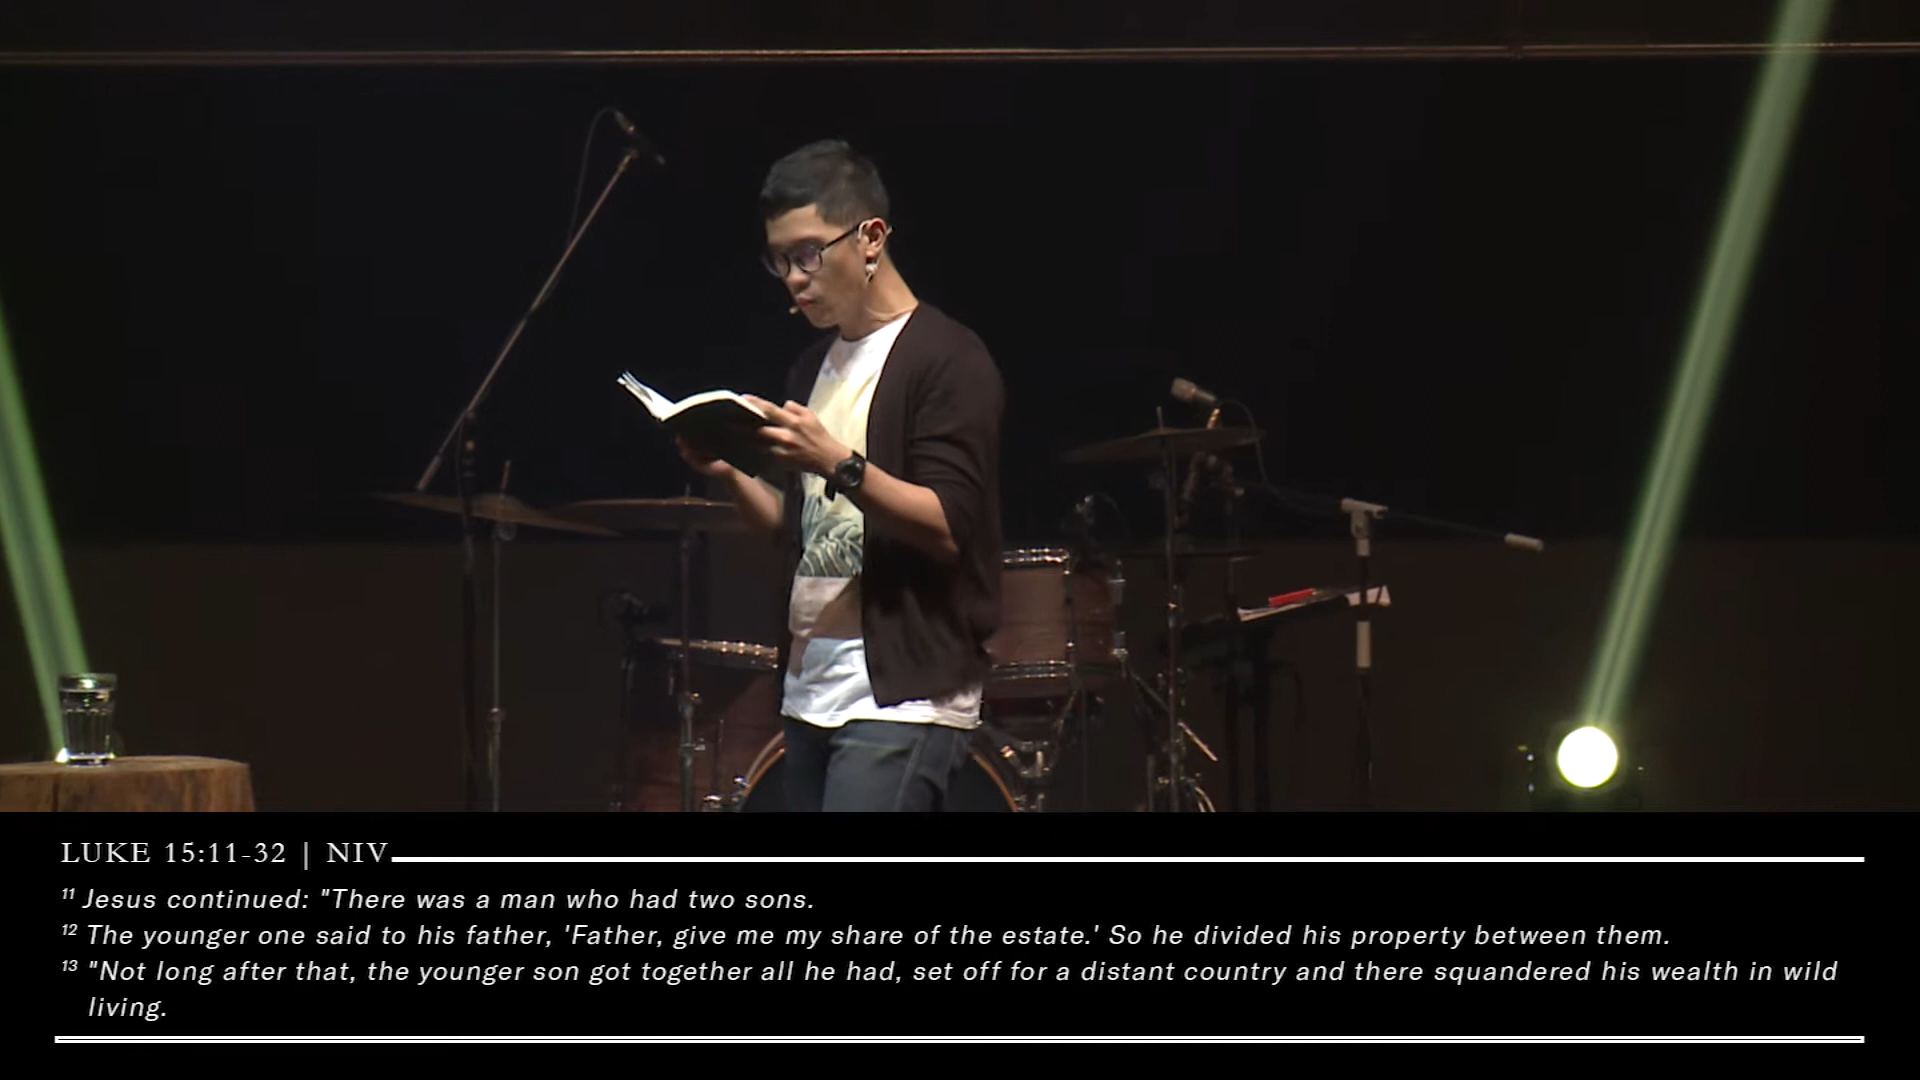 LUKE 15:11-32 | NIV
11 Jesus continued: "There was a man who had two sons.
12 The younger one said to his father, 'Father, give me my share of the estate.' So he divided his property between them.
13 "Not long after that, the younger son got together all he had, set off for a distant country and there squandered his wealth in wild
living.